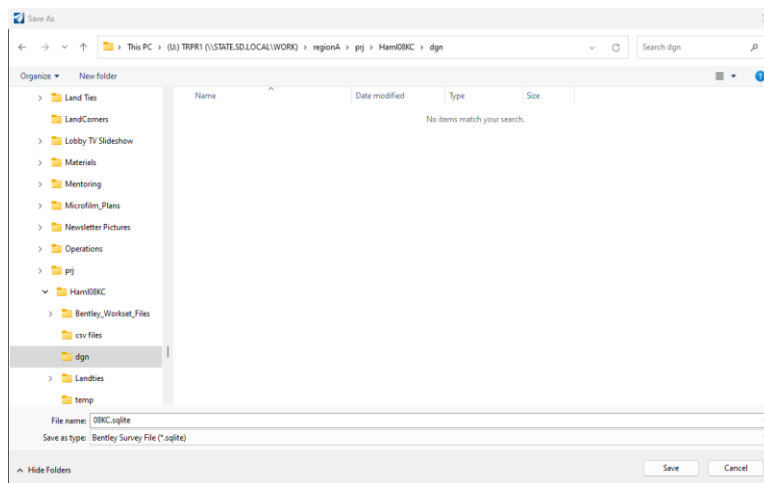 Save As
This PC > (U:) TRPR1 (\\STATE.SD.LOCAL\WORK) > regionA > prj > Haml08KC > dgn
Search dgn
Organize
New folder
Name
Date modified
Type
Size
No items match your search.
Land Ties
LandCorners
Lobby TV Slideshow
Materials
Mentoring
Microfilm_Plans
Newsletter Pictures
Operations
prj
Haml08KC
Bentley_Workset_Files
csv files
dgn
Landties
temp
File name: 08KC.sqlite
Save as type: Bentley Survey File (*.sqlite)
Hide Folders
Save
Cancel